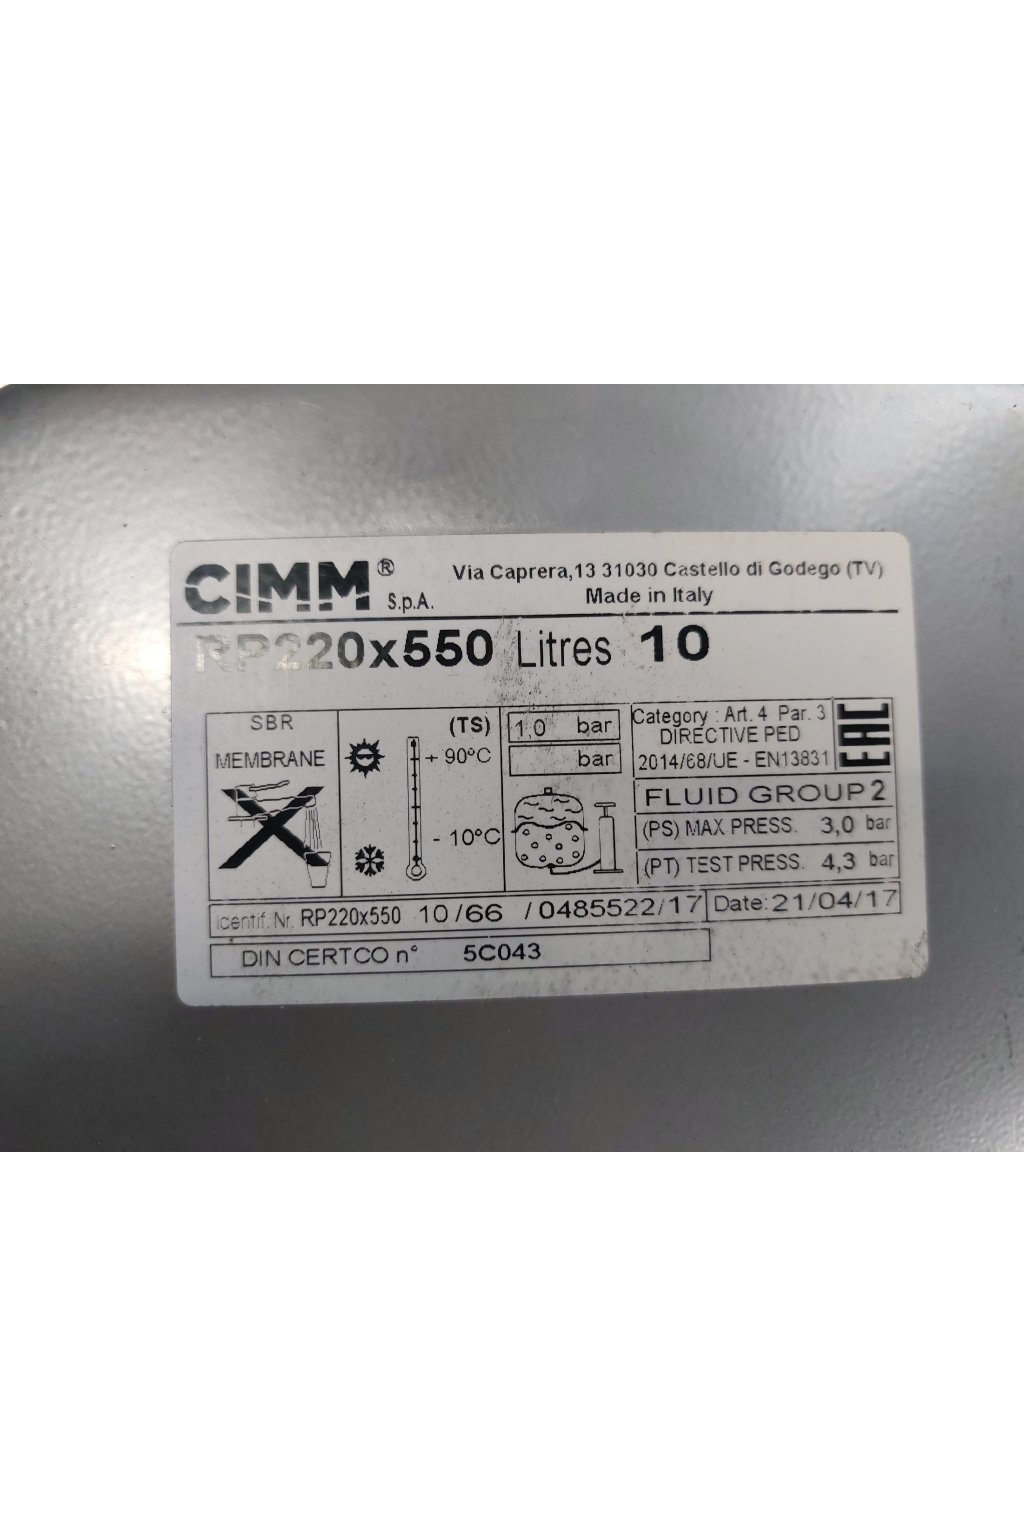 CIMM® S.p.A.
Via Caprera,13 31030 Castello di Godego (TV)
Made in Italy
RP220x550 Litres 10
SBR
MEMBRANE
(TS)
+ 90ºC
- 10ºC
1,0 bar
bar
Category : Art. 4 Par. 3
DIRECTIVE PED
2014/68/UE - EN13831
EAC
FLUID GROUP 2
(PS) MAX PRESS. 3,0 bar
(PT) TEST PRESS. 4,3 bar
Identif. Nr. RP220x550 10/66 /0485522/17
Date: 21/04/17
DIN CERTCO n° 5C043